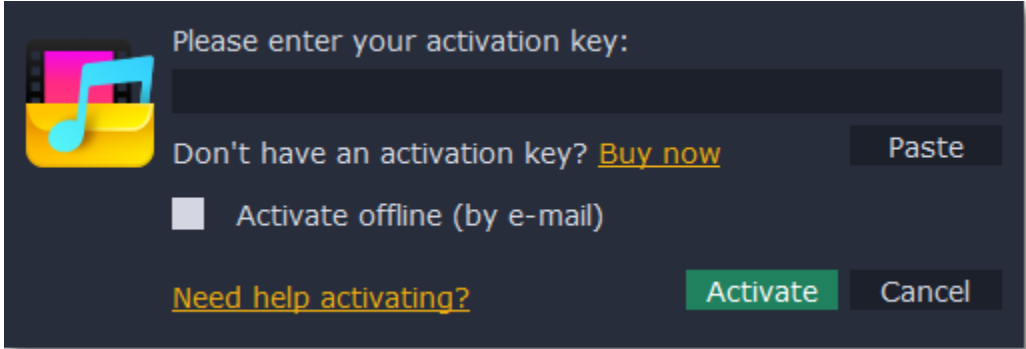 Please enter your activation key:
Don't have an activation key? Buy now
Paste
Activate offline (by e-mail)
Need help activating?
Activate
Cancel